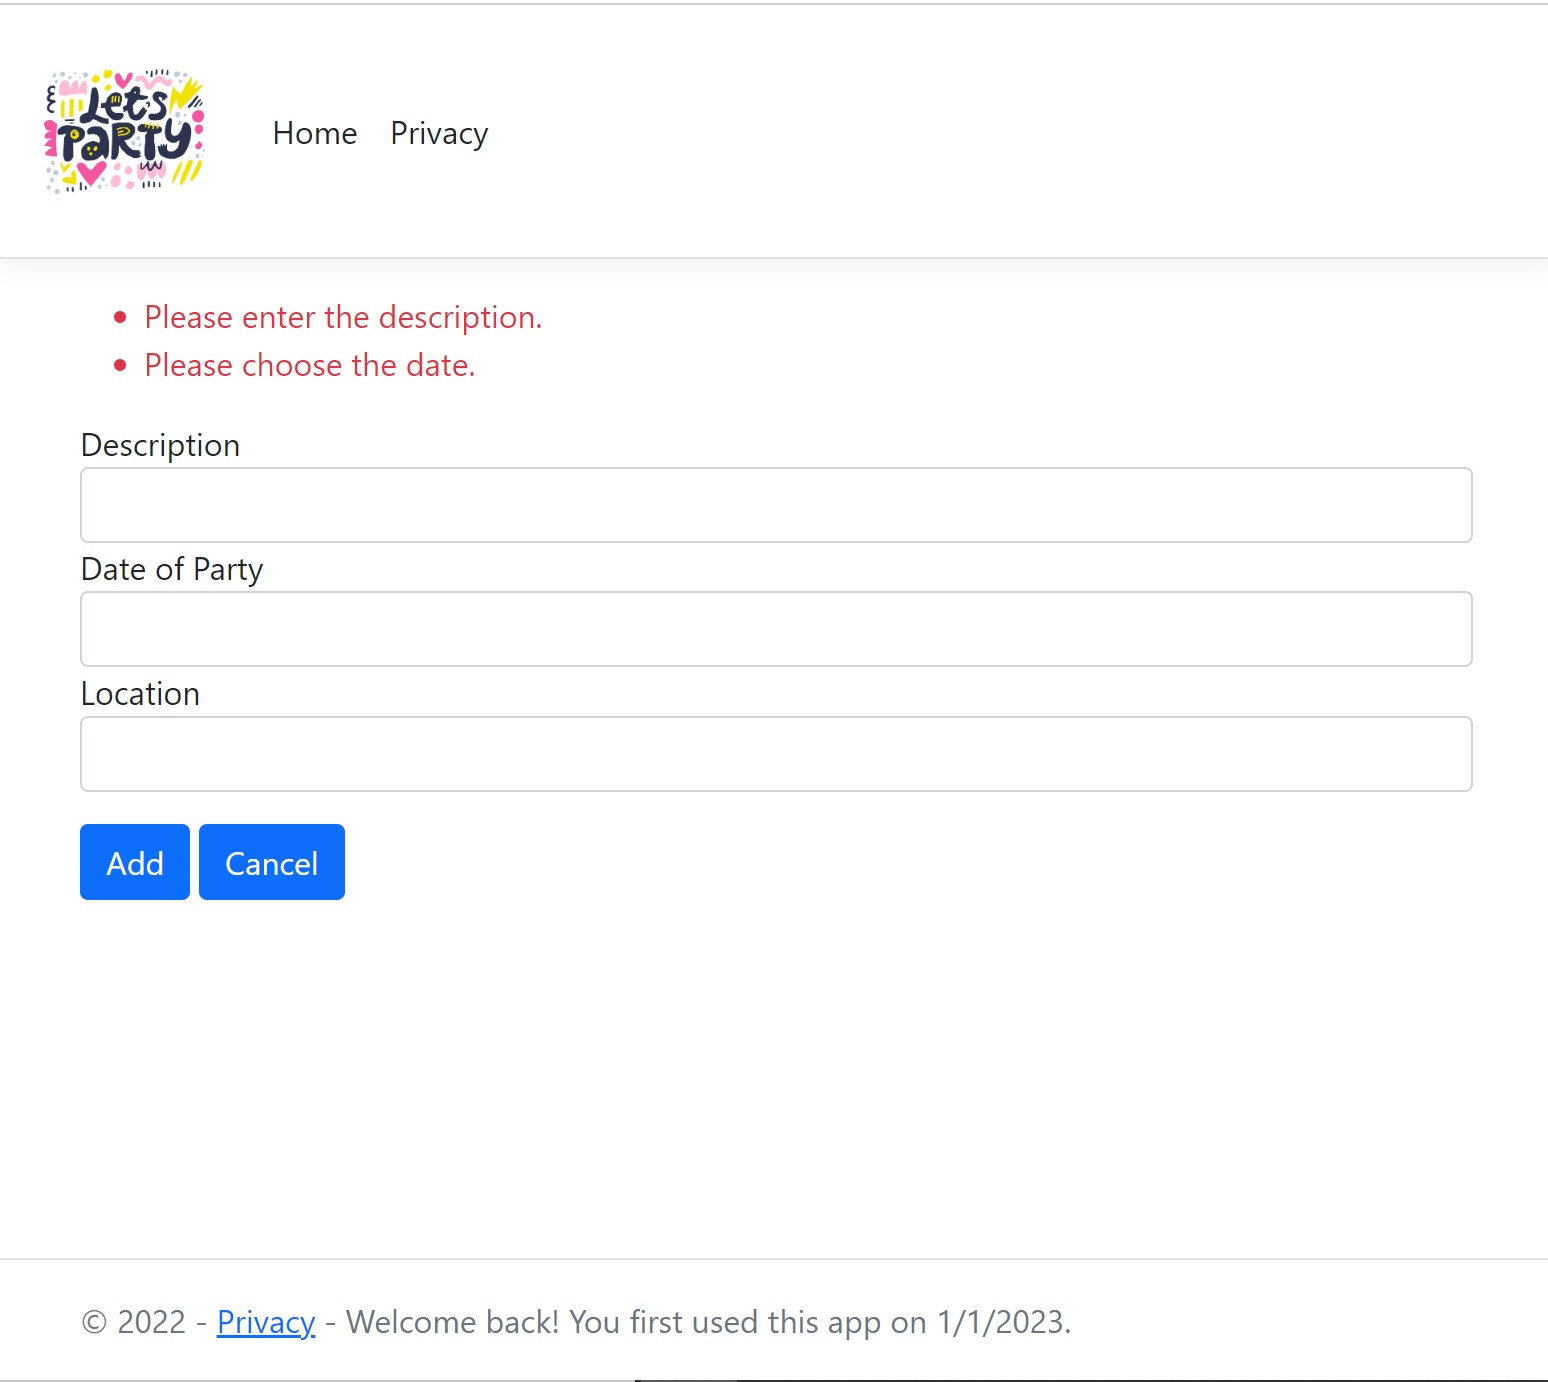 Lets
PaRTy
Home Privacy
Please enter the description.
Please choose the date.
Description
Date of Party
Location
Add Cancel
© 2022 - Privacy - Welcome back! You first used this app on 1/1/2023.